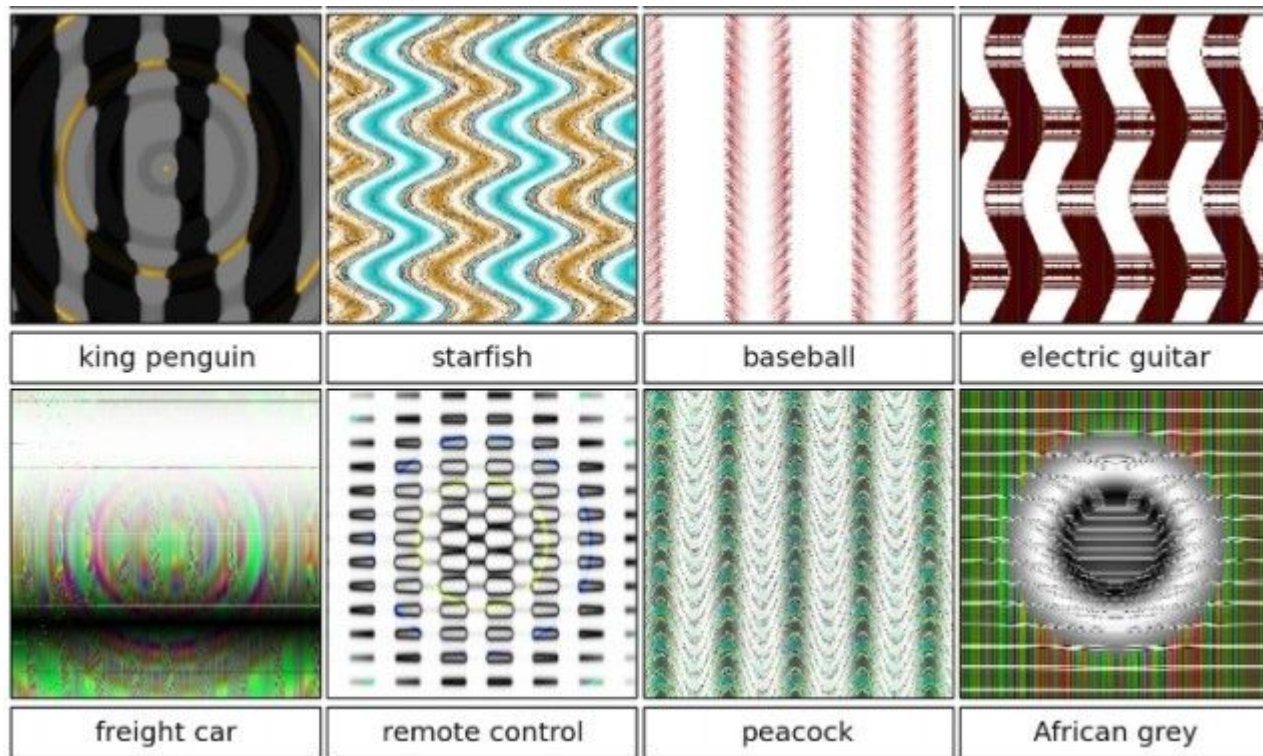 king penguin
starfish
baseball
electric guitar
freight car
remote control
peacock
African grey